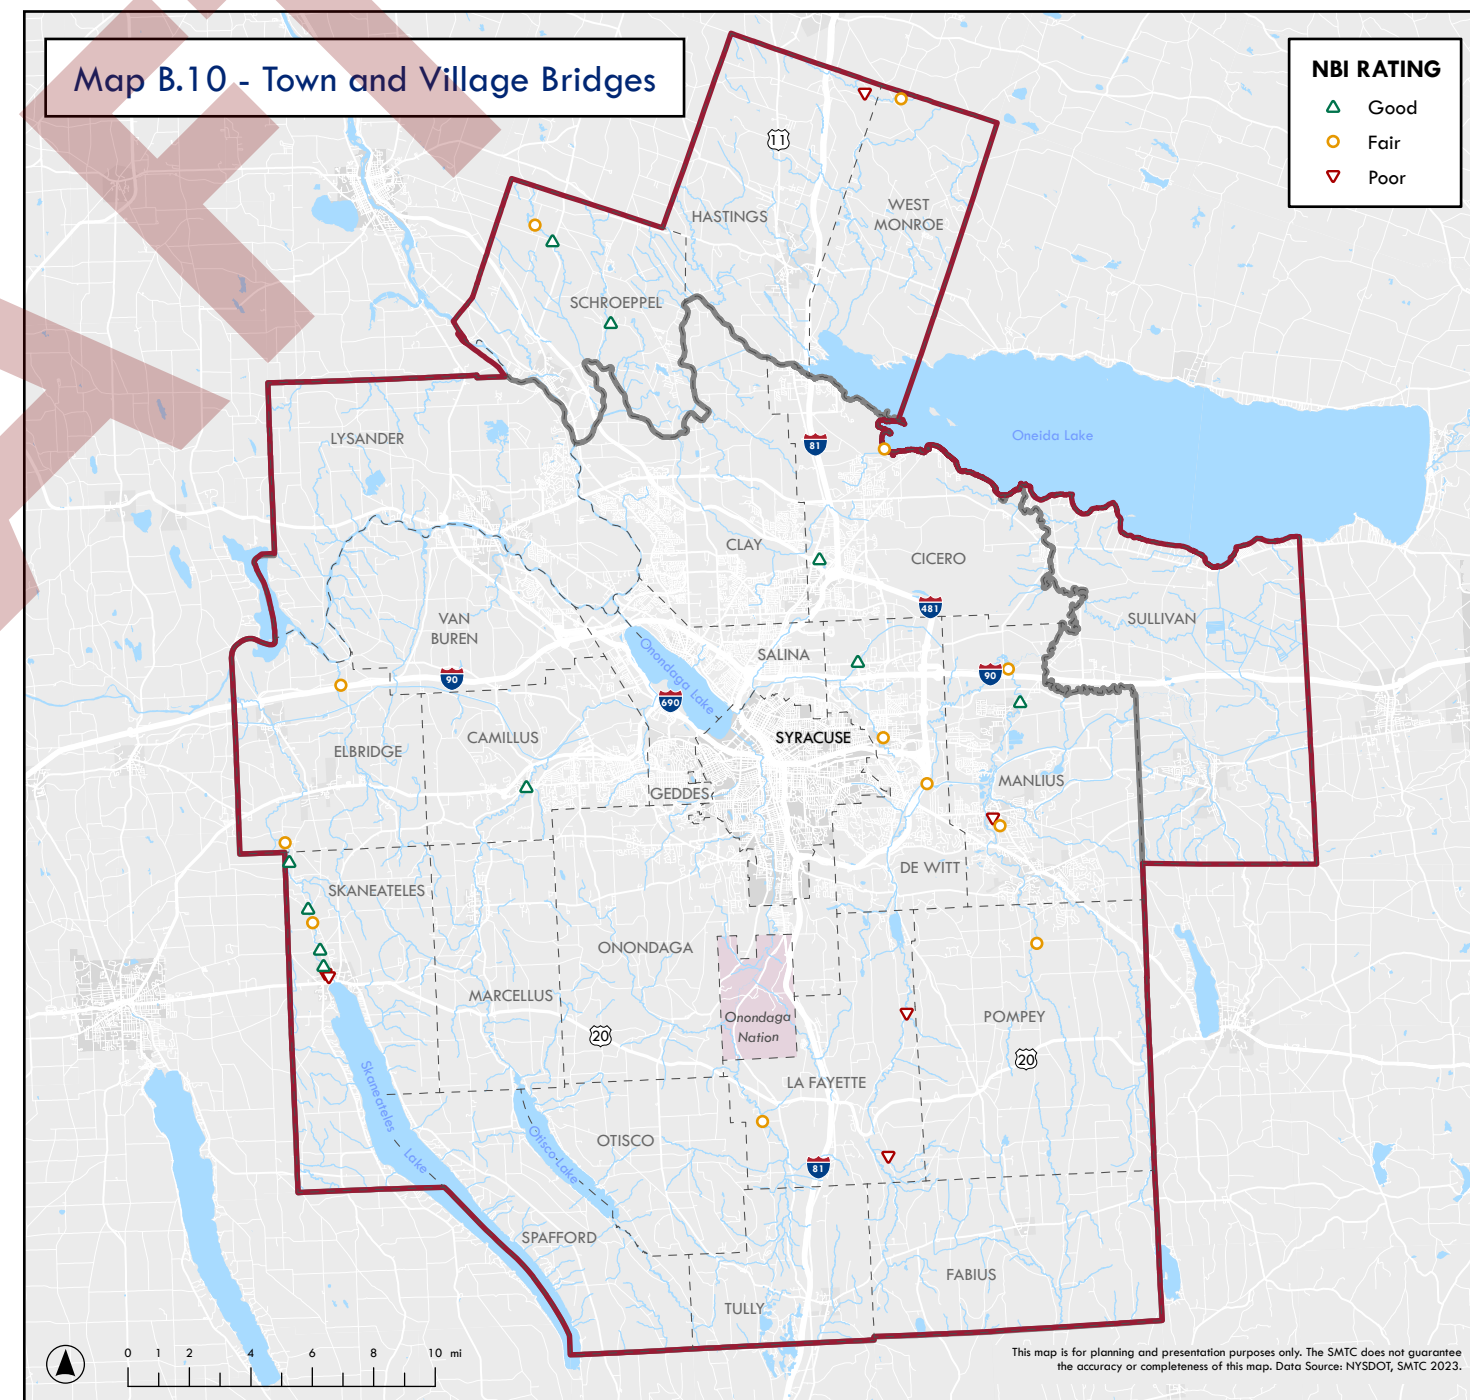 Map B.10 - Town and Village Bridges
NBI RATING
Good
Fair
Poor
11
HASTINGS
WEST
MONROE
SCHROEPPEL
LYSANDER
81
Oneida Lake
CLAY
CICERO
481
VAN
BUREN
SULLIVAN
SALINA
Onondaga Lake
90
90
690
ELBRIDGE
CAMILLUS
SYRACUSE
GEDDES
MANLIUS
DE WITT
SKANEATELES
ONONDAGA
MARCELLUS
Onondaga
Nation
POMPEY
20
20
LA FAYETTE
Skaneateles
Lake
Otisco Lake
OTISCO
81
SPAFFORD
FABIUS
TULLY
0 1 2 4 6 8 10 mi
This map is for planning and presentation purposes only. The SMTC does not guarantee
the accuracy or completeness of this map. Data Source: NYSDOT, SMTC 2023.